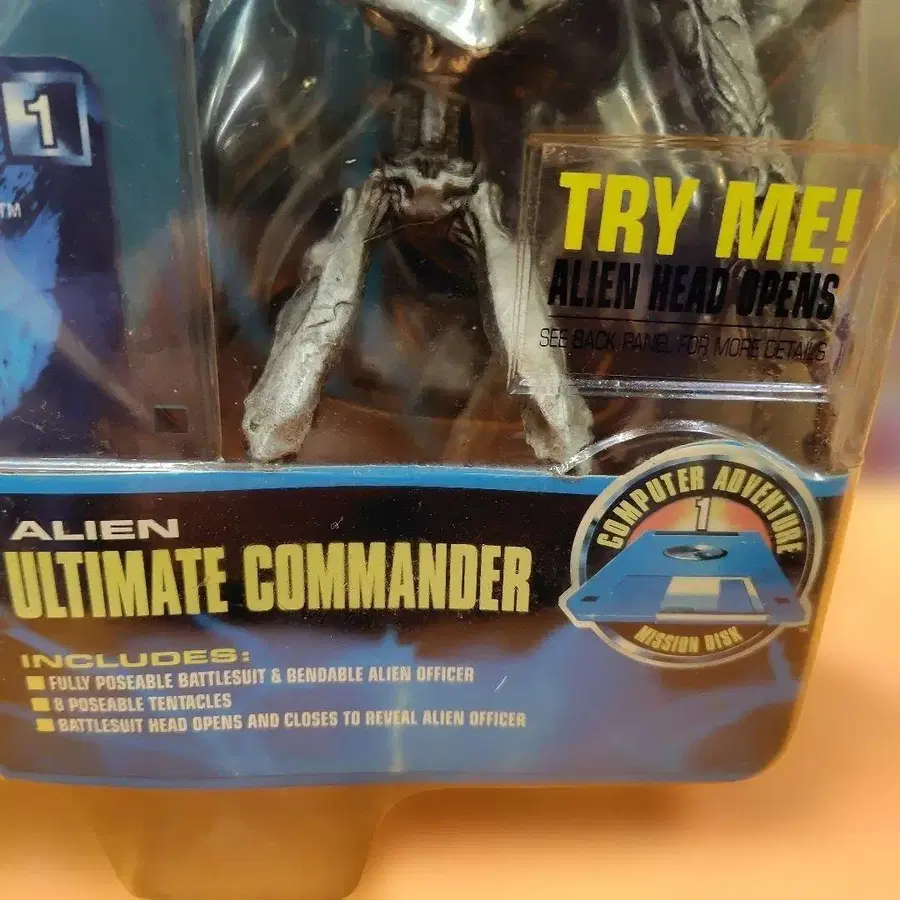 1
TM
TRY ME!
ALIEN HEAD OPENS
SEE BACK PANEL FOR MORE DETAILS
COMPUTER ADVENTURE
1
MISSION DISK
ALIEN
ULTIMATE COMMANDER
INCLUDES:
FULLY POSEABLE BATTLESUIT & BENDABLE ALIEN OFFICER
8 POSEABLE TENTACLES
BATTLESUIT HEAD OPENS AND CLOSES TO REVEAL ALIEN OFFICER